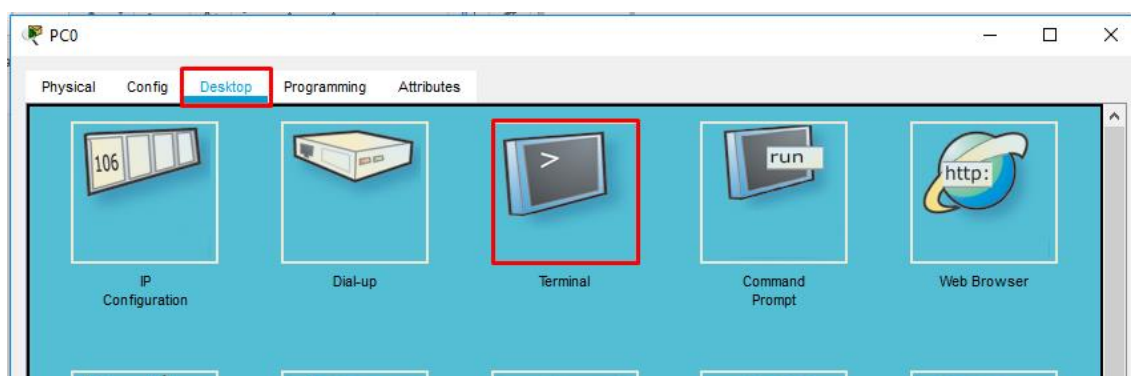 PC0
Physical Config Desktop Programming Attributes
106
>
run
http:
IP
Configuration
Dial-up
Terminal
Command
Prompt
Web Browser